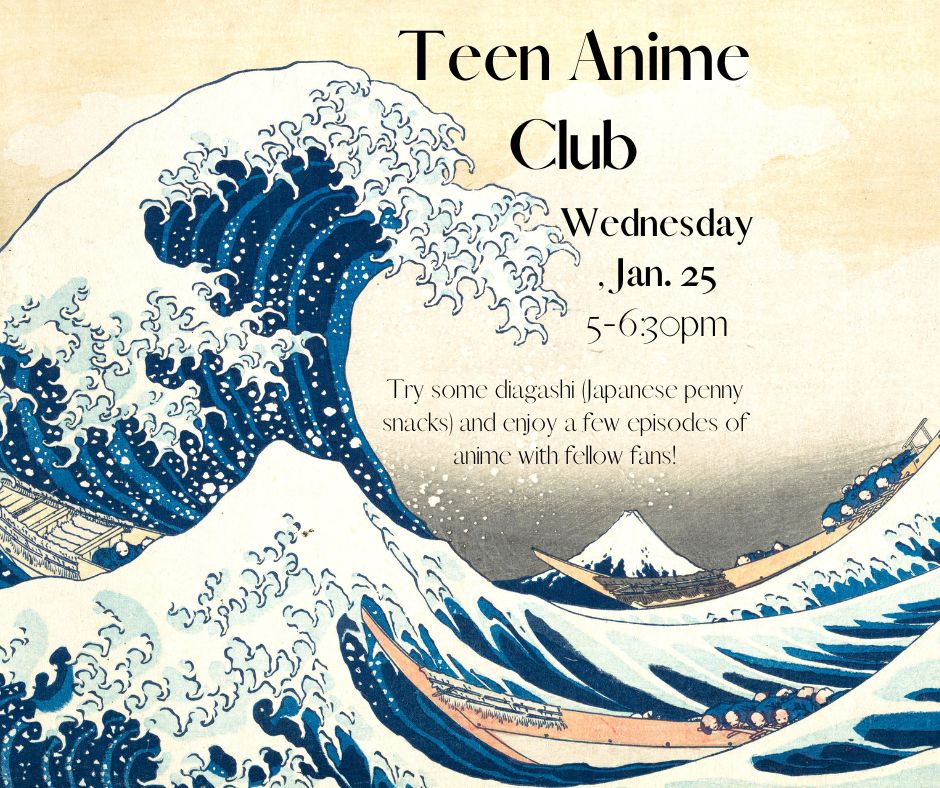 Teen Anime
Club
Wednesday
, Jan. 25
5-6:30pm
Try some diagashi (Japanese penny
snacks) and enjoy a few episodes of
anime with fellow fans!